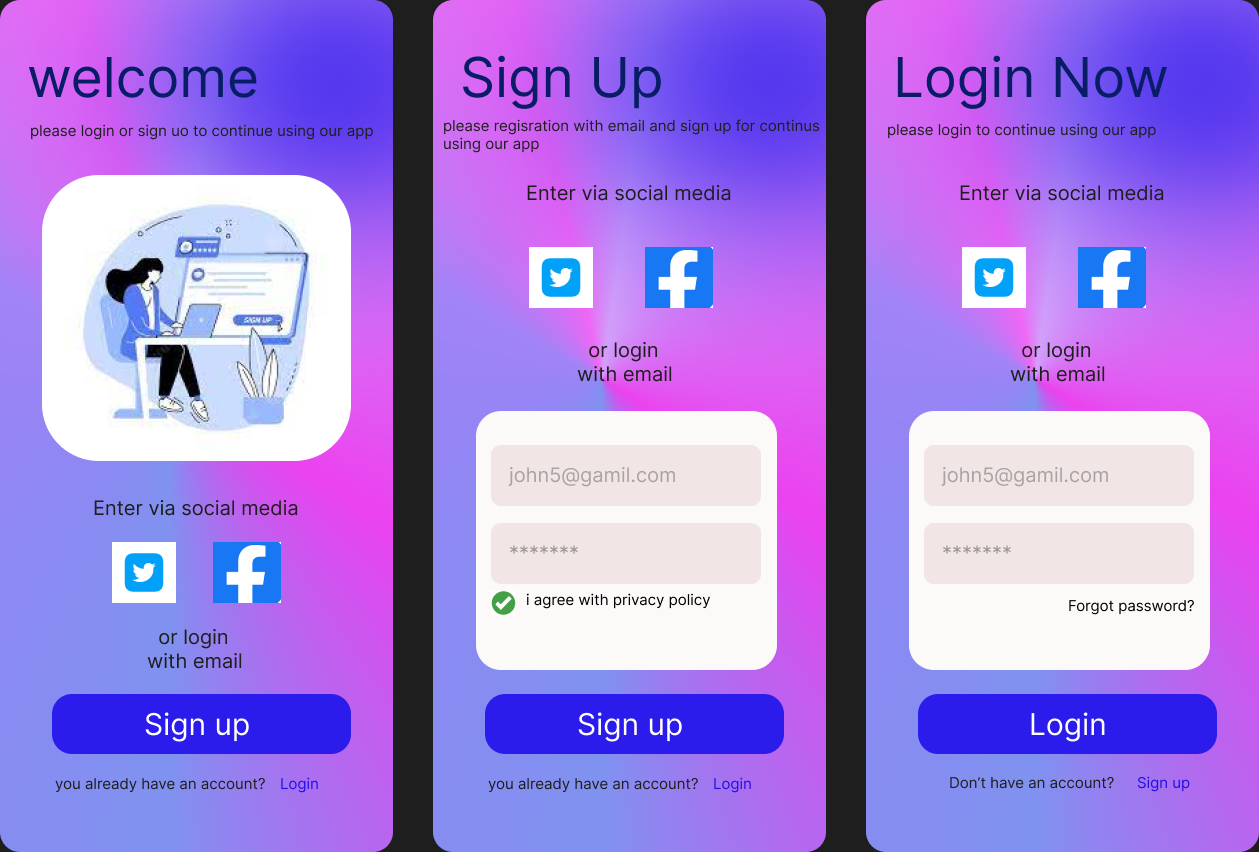 welcome
please login or sign uo to continue using our app
SIGN UP
Enter via social media
or login
with email
Sign up
you already have an account? Login
Sign Up
please regisration with email and sign up for continus
using our app
Enter via social media
or login
with email
john5@gamil.com
*******
i agree with privacy policy
Sign up
you already have an account? Login
Login Now
please login to continue using our app
Enter via social media
or login
with email
john5@gamil.com
*******
Forgot password?
Login
Don’t have an account? Sign up